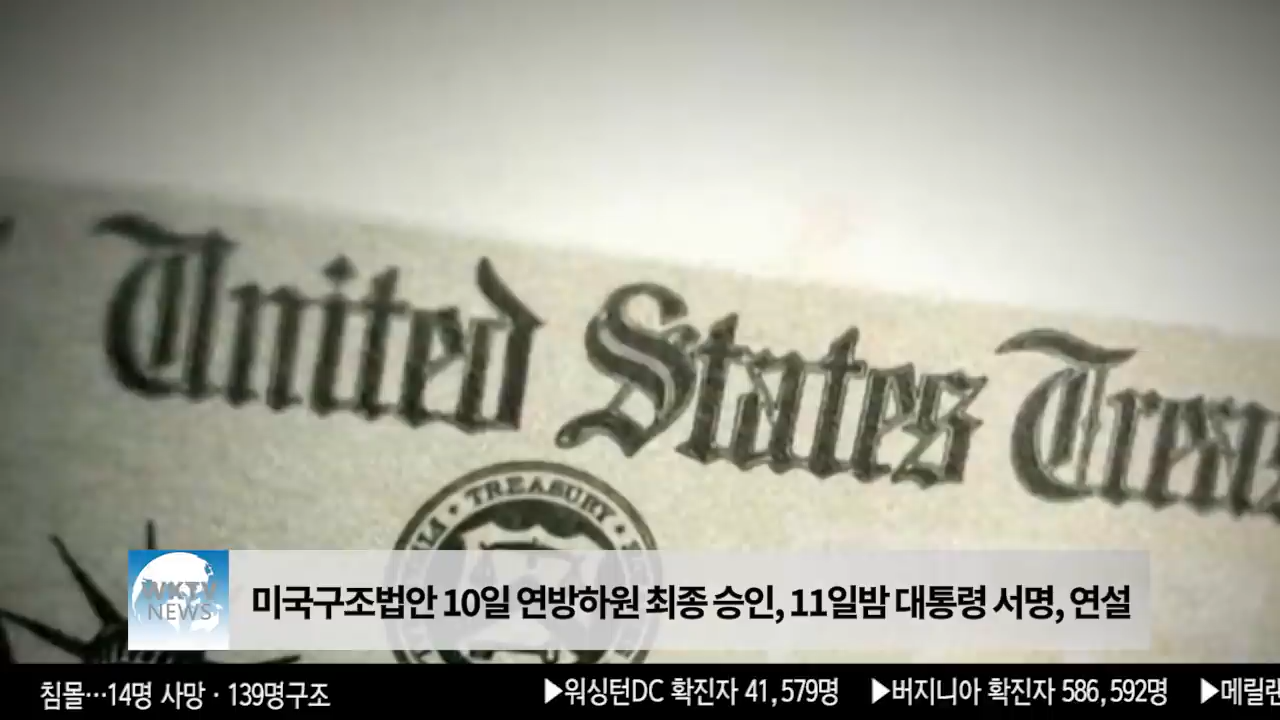 United States
TREASURY
WKTV
NEWS
미국구조법안 10일 연방하원 최종 승인, 11일밤 대통령 서명, 연설
침몰…14명 사망 · 139명구조 ▶워싱턴DC 확진자 41,579명 ▶버지니아 확진자 586,592명 ▶메릴랜